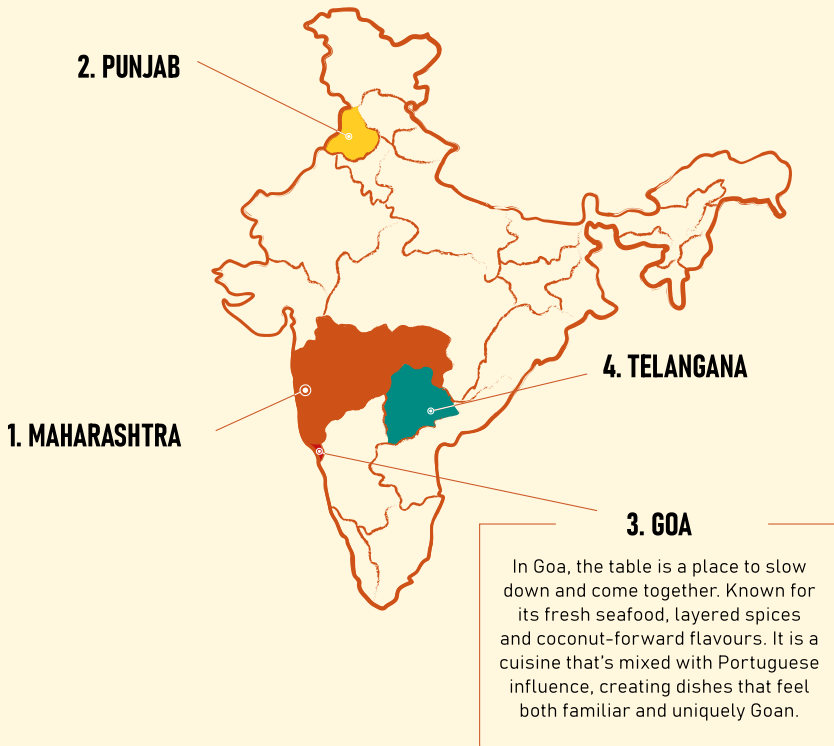 2. PUNJAB
4. TELANGANA
1. MAHARASHTRA
3. GOA
In Goa, the table is a place to slow
down and come together. Known for
its fresh seafood, layered spices
and coconut-forward flavours. It is a
cuisine that's mixed with Portuguese
influence, creating dishes that feel
both familiar and uniquely Goan.